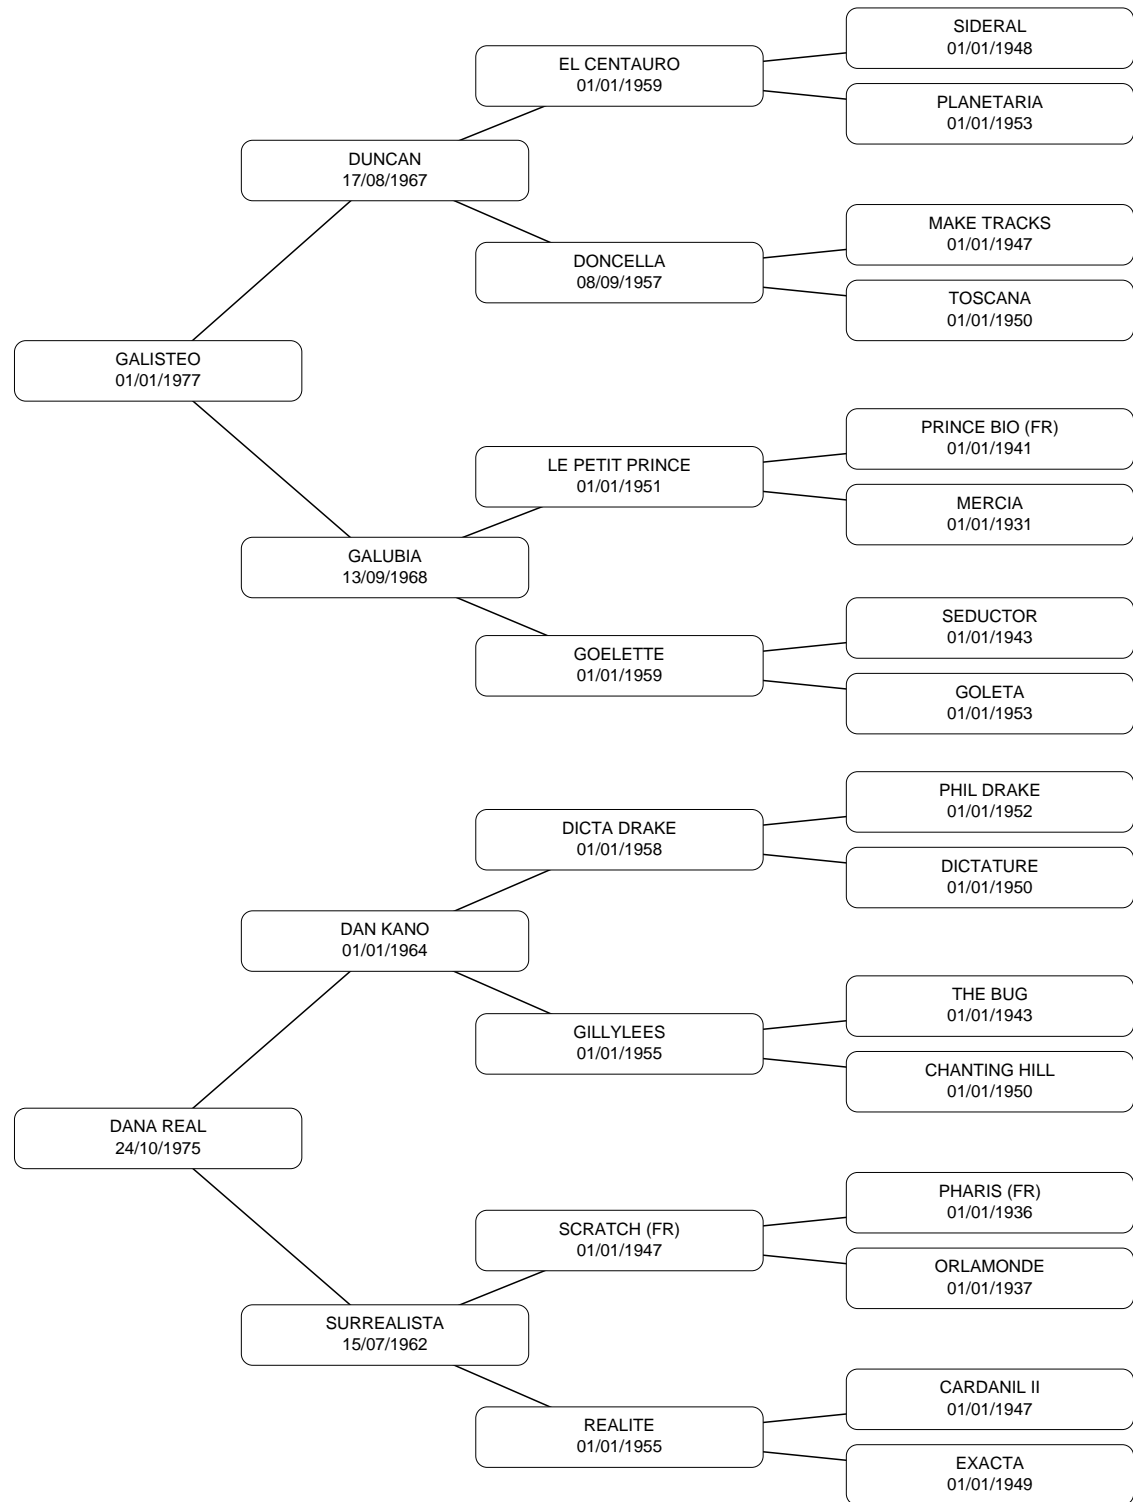 SIDERAL
01/01/1948
EL CENTAURO
01/01/1959
PLANETARIA
01/01/1953
DUNCAN
17/08/1967
MAKE TRACKS
01/01/1947
DONCELLA
08/09/1957
TOSCANA
01/01/1950
GALISTEO
01/01/1977
PRINCE BIO (FR)
01/01/1941
LE PETIT PRINCE
01/01/1951
MERCIA
01/01/1931
GALUBIA
13/09/1968
SEDUCTOR
01/01/1943
GOELETTE
01/01/1959
GOLETA
01/01/1953
PHIL DRAKE
01/01/1952
DICTA DRAKE
01/01/1958
DICTATURE
01/01/1950
DAN KANO
01/01/1964
THE BUG
01/01/1943
GILLYLEES
01/01/1955
CHANTING HILL
01/01/1950
DANA REAL
24/10/1975
PHARIS (FR)
01/01/1936
SCRATCH (FR)
01/01/1947
ORLAMONDE
01/01/1937
SURREALISTA
15/07/1962
CARDANIL II
01/01/1947
REALITE
01/01/1955
EXACTA
01/01/1949